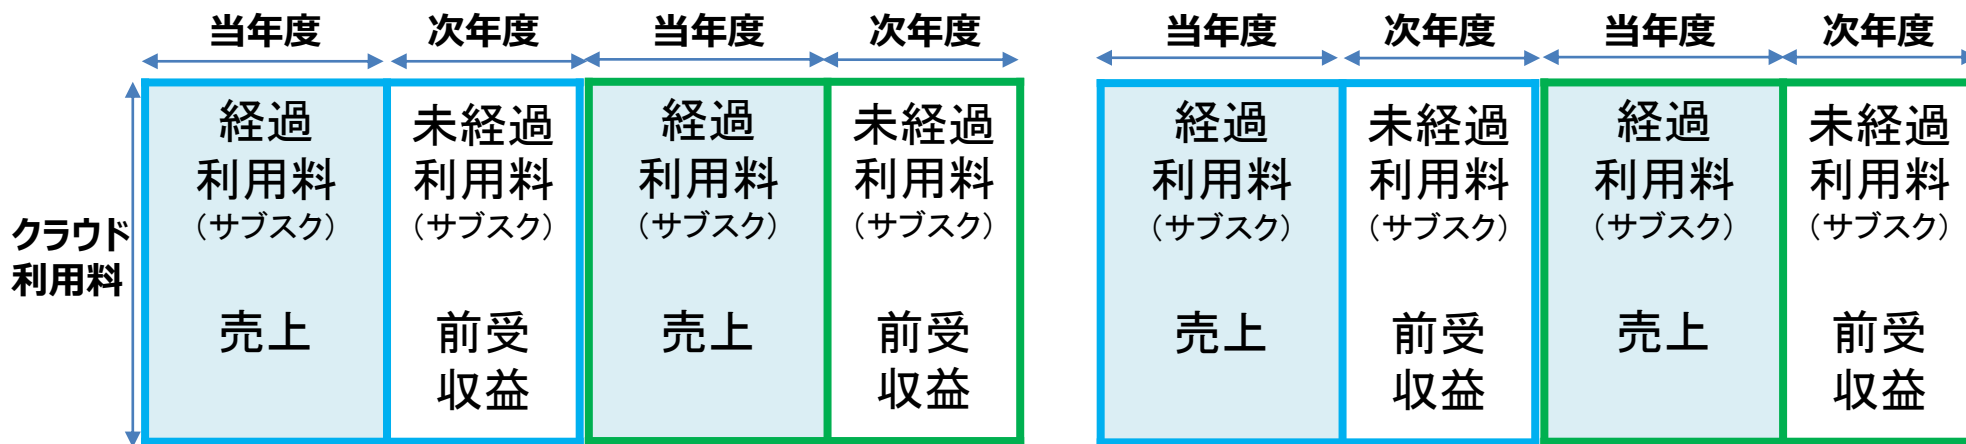 当年度 次年度 当年度 次年度 当年度 次年度 当年度 次年度
クラウド
利用料
経過
利用料
（サブスク）
売上
未経過
利用料
（サブスク）
前受
収益
経過
利用料
（サブスク）
売上
未経過
利用料
（サブスク）
前受
収益
経過
利用料
（サブスク）
売上
未経過
利用料
（サブスク）
前受
収益
経過
利用料
（サブスク）
売上
未経過
利用料
（サブスク）
前受
収益